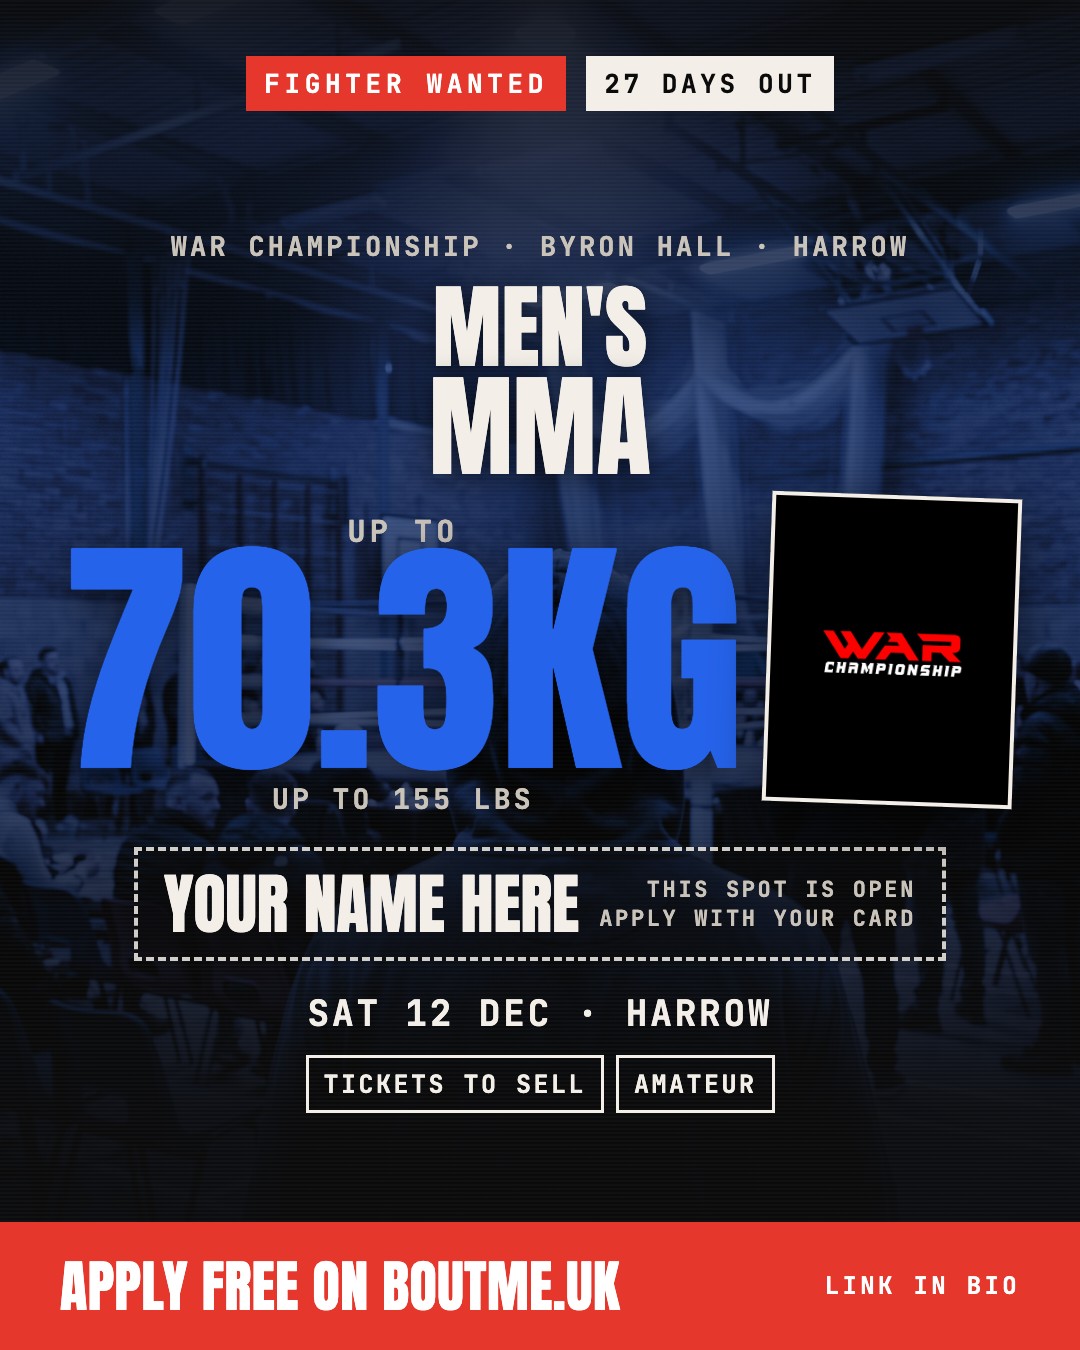 FIGHTER WANTED
27 DAYS OUT
WAR CHAMPIONSHIP · BYRON HALL · HARROW
MEN'S
MMA
UP TO
70.3KG
UP TO 155 LBS
WAR
CHAMPIONSHIP
YOUR NAME HERE
THIS SPOT IS OPEN
APPLY WITH YOUR CARD
SAT 12 DEC · HARROW
TICKETS TO SELL
AMATEUR
APPLY FREE ON BOUTME.UK
LINK IN BIO